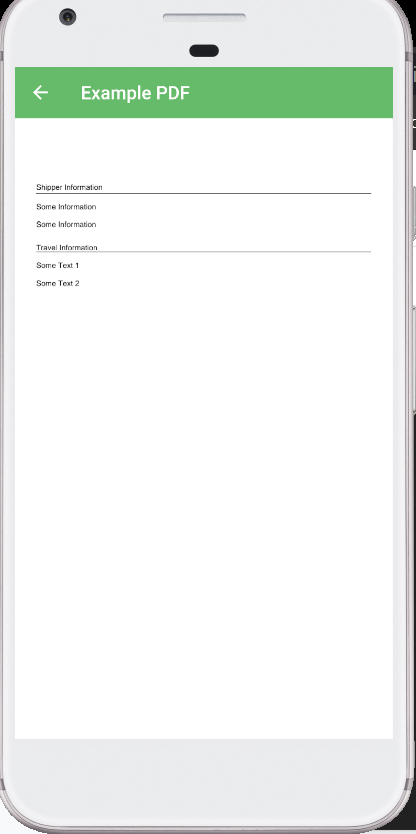 Example PDF
Shipper Information
Some Information
Some Information
Travel Information
Some Text 1
Some Text 2